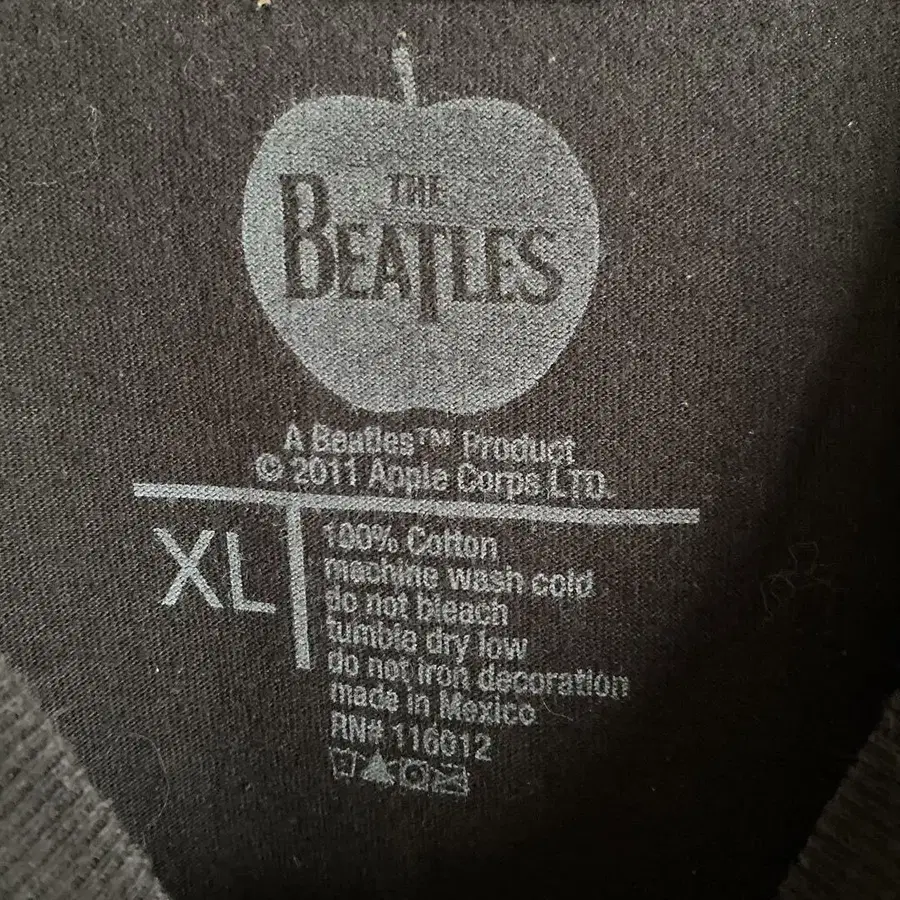 THE
BEATLES
A Beatles™ Product
© 2011 Apple Corps LTD.
XL
100% Cotton
machine wash cold
do not bleach
tumble dry low
do not iron decoration
made in Mexico
RN# 116012